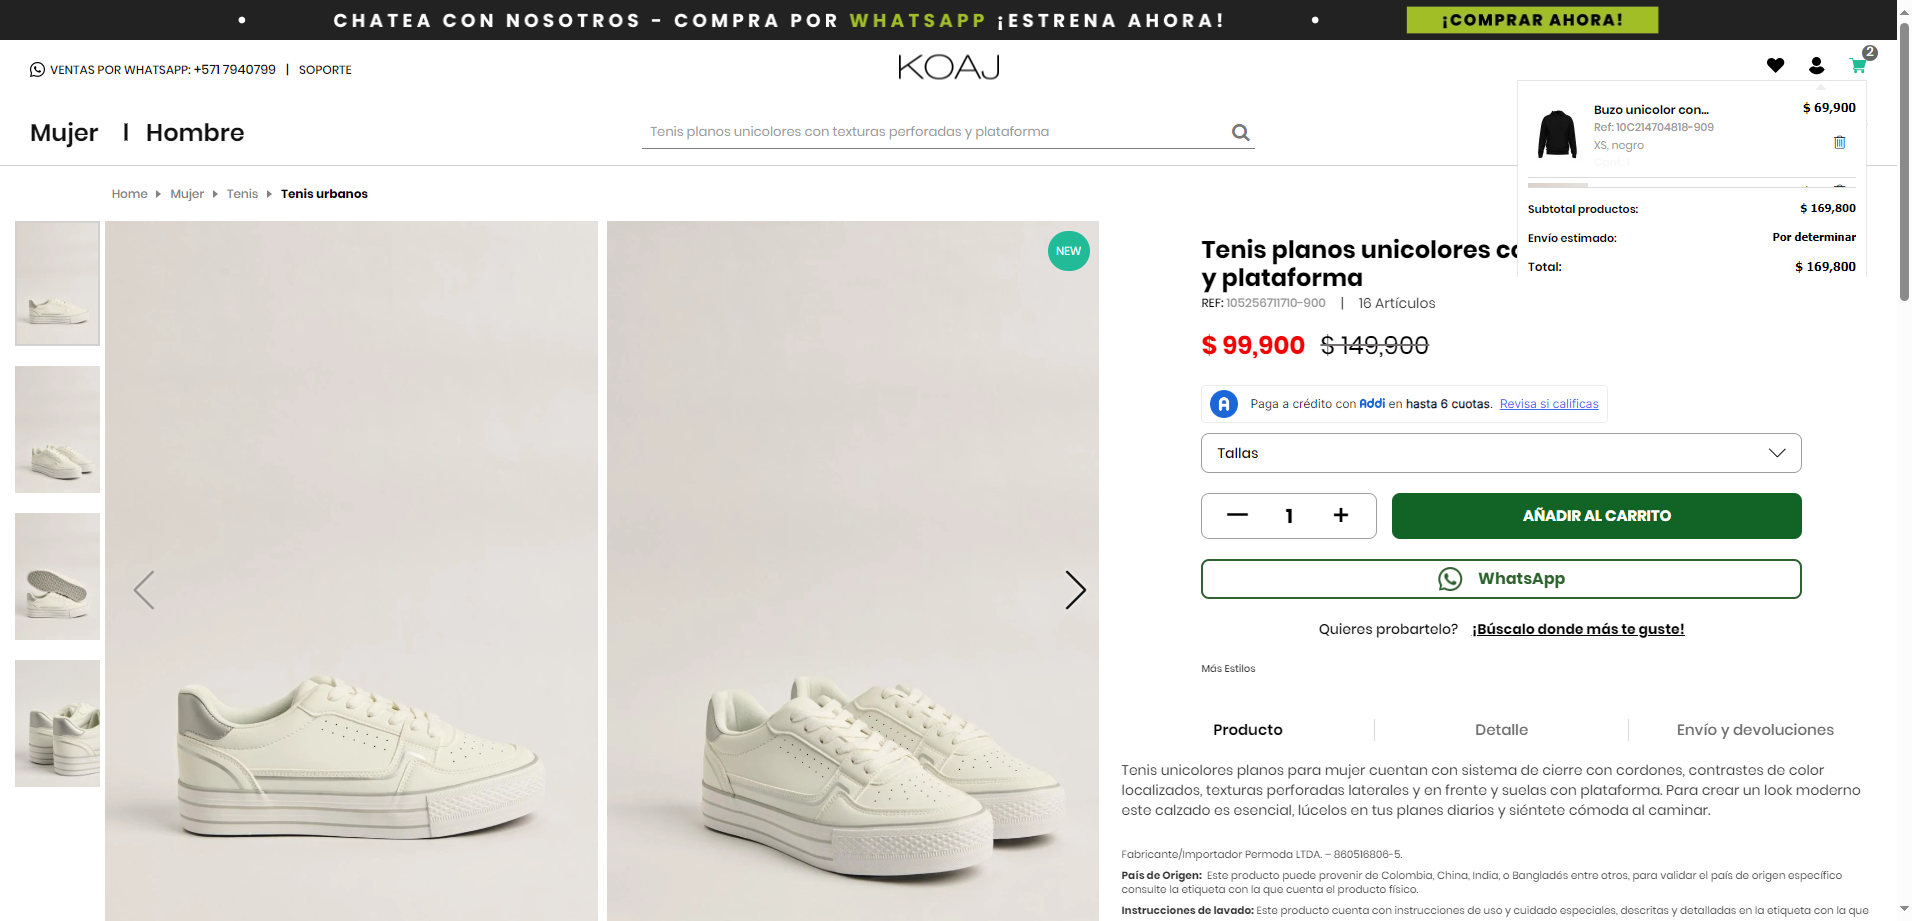 • CHATEA CON NOSOTROS - COMPRA POR WHATSAPP ¡ESTRENA AHORA! • ¡COMPRAR AHORA!
VENTAS POR WHATSAPP: +571 7940799 | SOPORTE
KOAJ
2
Mujer | Hombre
Tenis planos unicolores con texturas perforadas y plataforma
Buzo unicolor con... $ 69,900
Ref: 10C214704818-909
XS, negro
Subtotal productos: $ 169,800
Envío estimado: Por determinar
Total: $ 169,800
Home Mujer Tenis Tenis urbanos
NEW
Tenis planos unicolores
y plataforma
REF: 105256711710-900 | 16 Artículos
$ 99,900 $ 149,900
A Paga a crédito con Addi en hasta 6 cuotas. Revisa si calificas
Tallas
— 1 + AÑADIR AL CARRITO
WhatsApp
Quieres probartelo? ¡Búscalo donde más te guste!
Más Estilos
Producto Detalle Envío y devoluciones
Tenis unicolores planos para mujer cuentan con sistema de cierre con cordones, contrastes de color
localizados, texturas perforadas laterales y en frente y suelas con plataforma. Para crear un look moderno
este calzado es esencial, lúcelos en tus planes diarios y siéntete cómoda al caminar.
Fabricante/Importador Permoda LTDA. – 860516806-5.
País de Origen: Este producto puede provenir de Colombia, China, India, o Bangladés entre otros, para validar el país de origen específico
consulte la etiqueta con la que cuenta el producto físico.
Instrucciones de lavado: Este producto cuenta con instrucciones de uso y cuidado especiales, descritas y detalladas en la etiqueta con la que